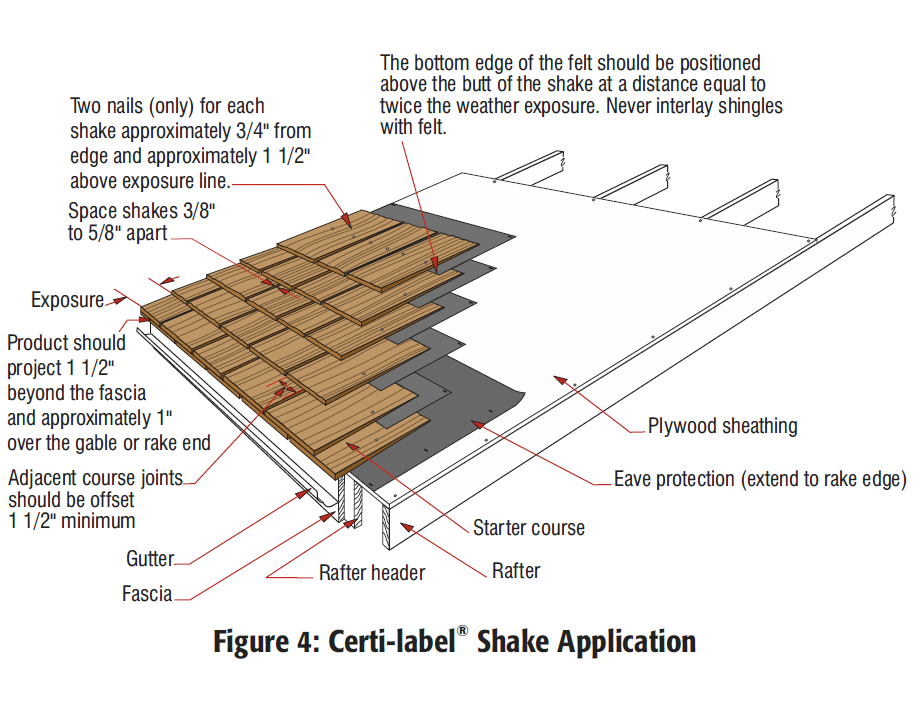 The bottom edge of the felt should be positioned
above the butt of the shake at a distance equal to
twice the weather exposure. Never interlay shingles
with felt.
Two nails (only) for each
shake approximately 3/4" from
edge and approximately 1 1/2"
above exposure line.
Space shakes 3/8"
to 5/8" apart
Exposure
Product should
project 1 1/2"
beyond the fascia
and approximately 1"
over the gable or rake end
Adjacent course joints
should be offset
1 1/2" minimum
Gutter
Fascia
Rafter header
Rafter
Starter course
Eave protection (extend to rake edge)
Plywood sheathing
Figure 4: Certi-label® Shake Application